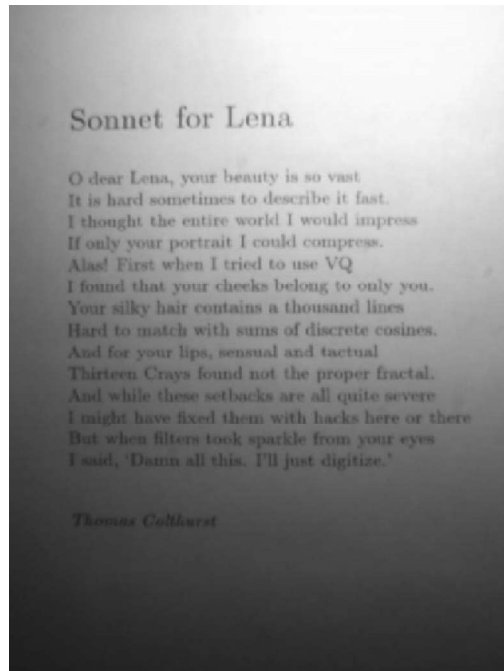 Sonnet for Lena
O dear Lena, your beauty is so vast
It is hard sometimes to describe it fast.
I thought the entire world I would impress
If only your portrait I could compress.
Alas! First when I tried to use VQ
I found that your cheeks belong to only you.
Your silky hair contains a thousand lines
Hard to match with sums of discrete cosines.
And for your lips, sensual and tactual
Thirteen Crays found not the proper fractal.
And while these setbacks are all quite severe
I might have fixed them with hacks here or there
But when filters took sparkle from your eyes
I said, 'Damn all this. I'll just digitize.'
Thomas Colthurst